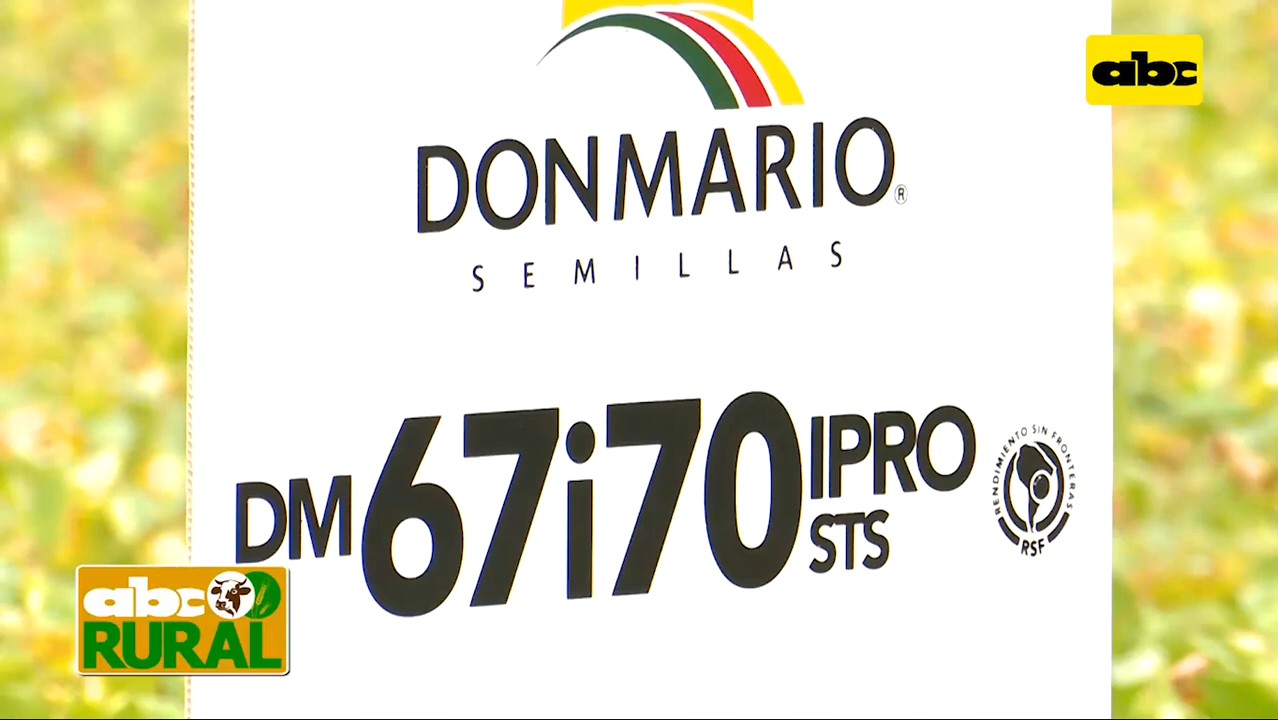 abc
DONMARIO®
SEMILLAS
DM 67i70 IPRO
STS
RENDIMIENTO SIN FRONTERAS
RSF
abc
RURAL